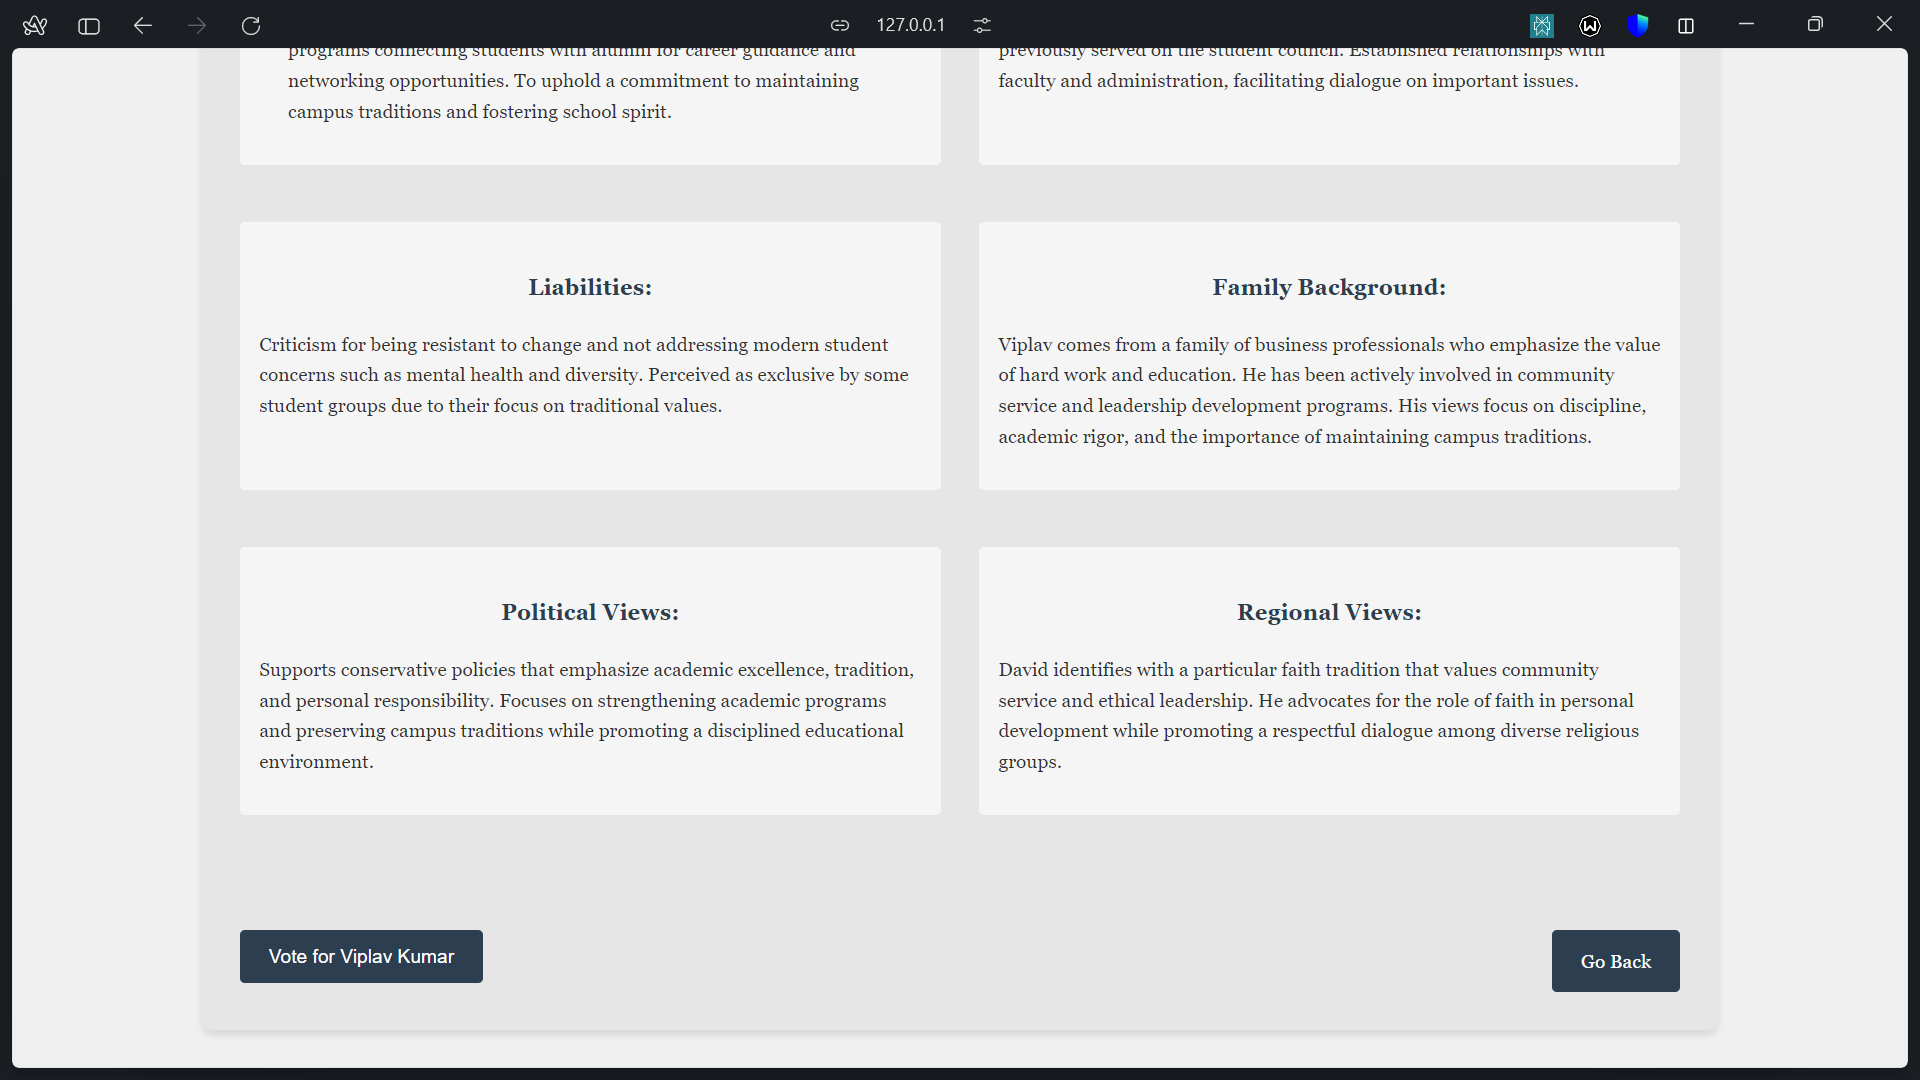 127.0.0.1
programs connecting students with alumni for career guidance and
networking opportunities. To uphold a commitment to maintaining
campus traditions and fostering school spirit.
previously served on the student council. Established relationships with
faculty and administration, facilitating dialogue on important issues.
Liabilities:
Criticism for being resistant to change and not addressing modern student
concerns such as mental health and diversity. Perceived as exclusive by some
student groups due to their focus on traditional values.
Family Background:
Viplav comes from a family of business professionals who emphasize the value
of hard work and education. He has been actively involved in community
service and leadership development programs. His views focus on discipline,
academic rigor, and the importance of maintaining campus traditions.
Political Views:
Supports conservative policies that emphasize academic excellence, tradition,
and personal responsibility. Focuses on strengthening academic programs
and preserving campus traditions while promoting a disciplined educational
environment.
Regional Views:
David identifies with a particular faith tradition that values community
service and ethical leadership. He advocates for the role of faith in personal
development while promoting a respectful dialogue among diverse religious
groups.
Vote for Viplav Kumar
Go Back